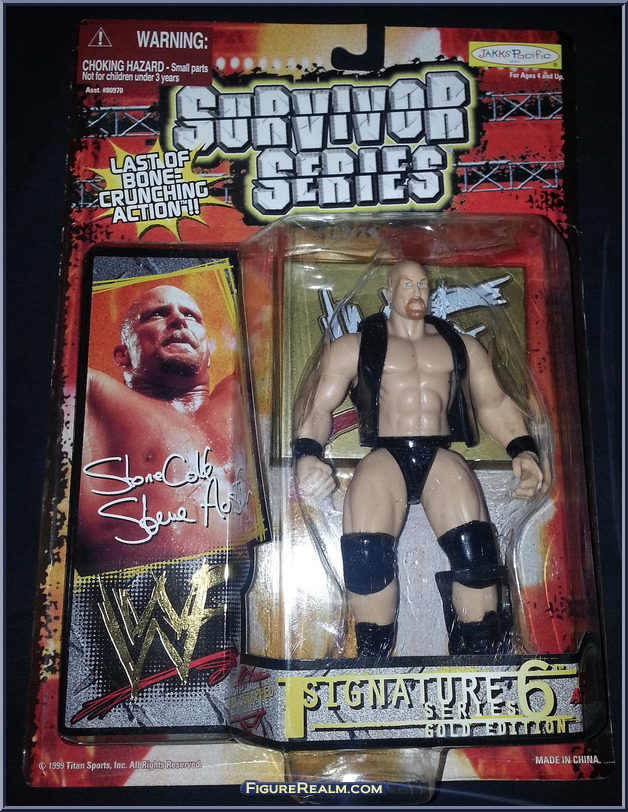 WARNING:
CHOKING HAZARD - Small parts
Not for children under 3 years
Asst. #80970
JAKKS Pacific
For Ages 4 and Up.
SURVIVOR
SERIES
LAST OF
BONE-
CRUNCHING
ACTION™!!
Stone Cold
Steve Austin
WWF
SIGNATURE 6
SERIES
GOLD EDITION
© 1999 Titan Sports, Inc. All Rights Reserved.
MADE IN CHINA.
FIGUREREALM.COM